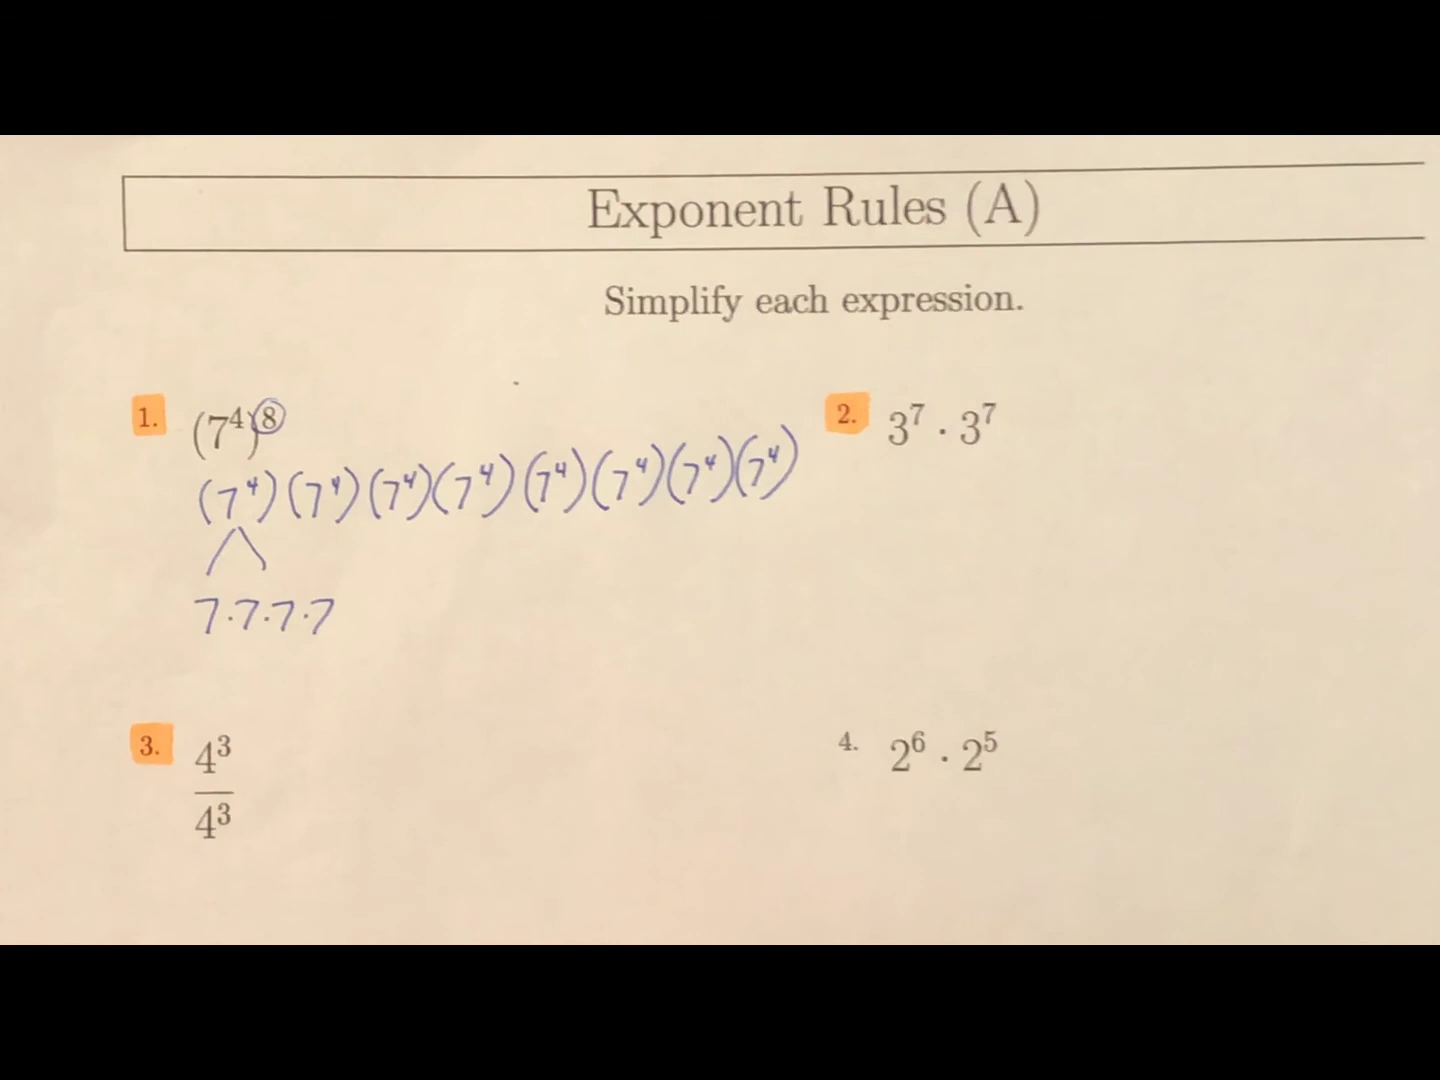 Exponent Rules (A)
Simplify each expression.
1. (7⁴)⁸
(7⁴)(7⁴)(7⁴)(7⁴)(7⁴)(7⁴)(7⁴)(7⁴)
7·7·7·7
2. 3⁷ · 3⁷
3. 4³
4³
4. 2⁶ · 2⁵